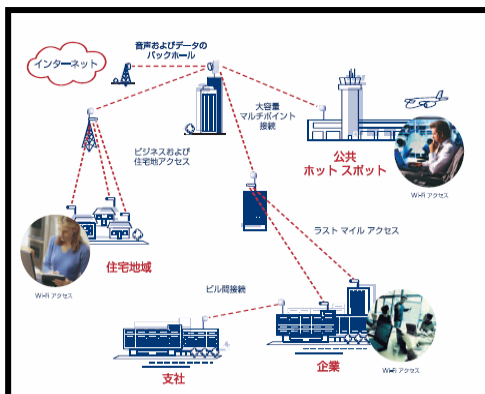 音声およびデータの
バックホール
インターネット
大容量
マルチポイント
接続
ビジネスおよび
住宅地アクセス
公共
ホット スポット
Wi-Fi アクセス
ラスト マイル アクセス
住宅地域
Wi-Fi アクセス
ビル間接続
支社
企業
Wi-Fi アクセス